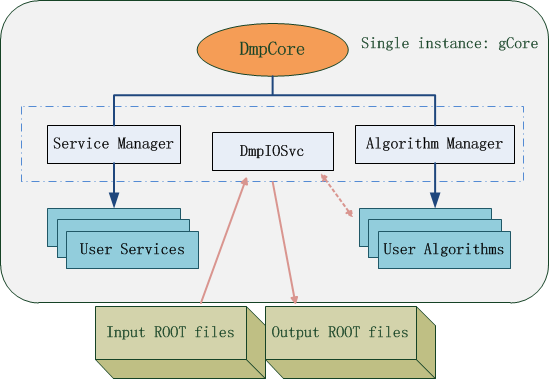 DmpCore
Single instance: gCore
Service Manager
DmpIOSvc
Algorithm Manager
User Services
User Algorithms
Input ROOT files
Output ROOT files